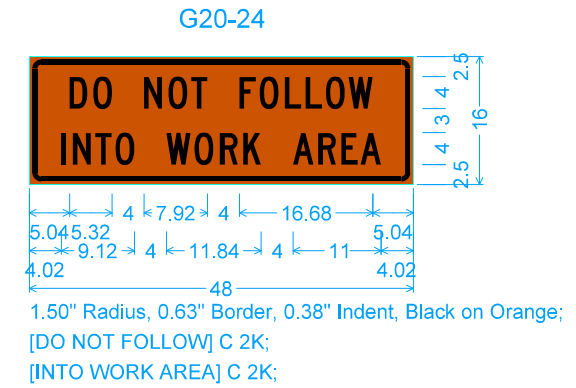 G20-24
DO NOT FOLLOW
INTO WORK AREA
2.5
4
3
4
2.5
16
4 7.92 4 16.68
5.04 5.32 5.04
9.12 4 11.84 4 11
4.02 4.02
48
1.50" Radius, 0.63" Border, 0.38" Indent, Black on Orange;
[DO NOT FOLLOW] C 2K;
[INTO WORK AREA] C 2K;